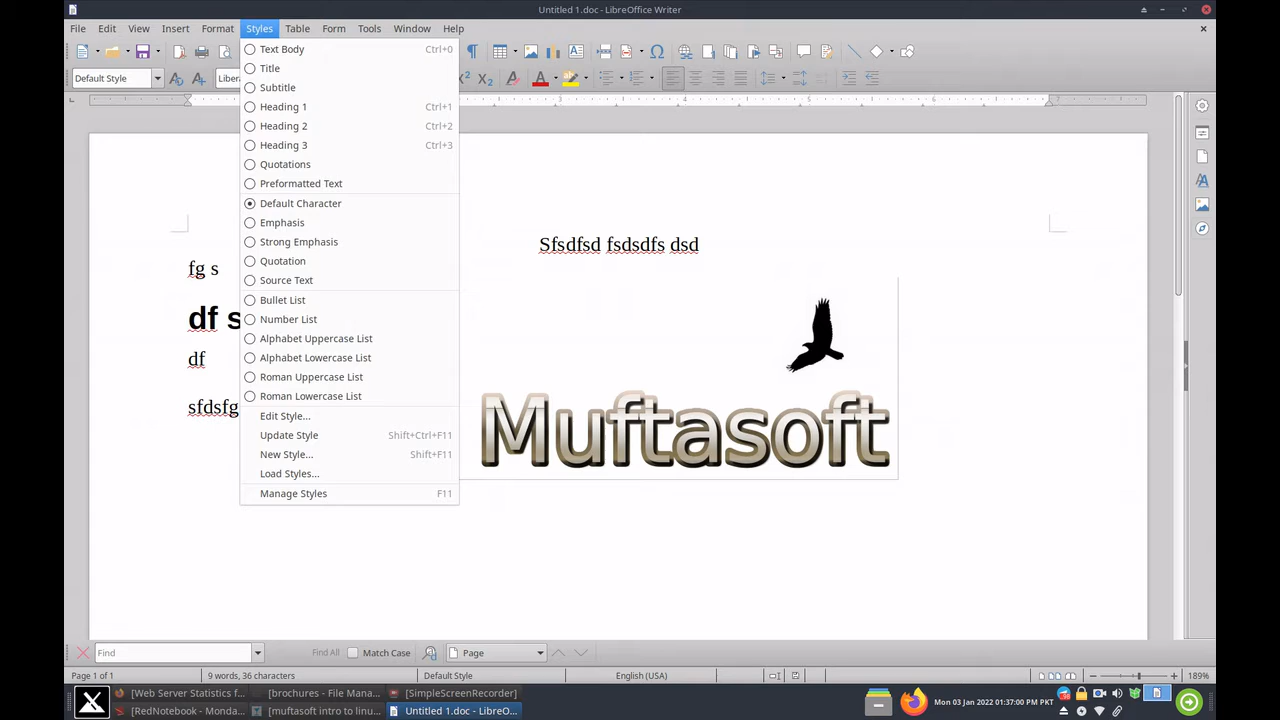 Untitled 1.doc - LibreOffice Writer
File Edit View Insert Format Styles Table Form Tools Window Help
Text Body Ctrl+0
Title
Default Style
Subtitle
Heading 1 Ctrl+1
Heading 2 Ctrl+2
Heading 3 Ctrl+3
Quotations
Preformatted Text
Default Character
Emphasis
Strong Emphasis
Quotation
Source Text
Bullet List
Number List
Alphabet Uppercase List
Alphabet Lowercase List
Roman Uppercase List
Roman Lowercase List
Edit Style...
Update Style Shift+Ctrl+F11
New Style... Shift+F11
Load Styles...
Manage Styles F11
Sfsdfsd fsdsdfs dsd
fg s
df s
df
sfdsfg
Muftasoft
Find Find All Match Case Page
Page 1 of 1 9 words, 36 characters Default Style English (USA) 189%
[Web Server Statistics f... [brochures - File Mana... [SimpleScreenRecorder]
[RedNotebook - Monda... [muftasoft intro to linu... Untitled 1.doc - LibreO...
Mon 03 Jan 2022 01:37:00 PM PKT